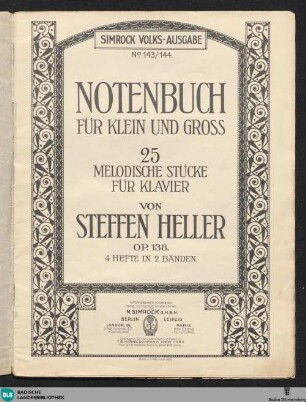 SIMROCK VOLKS-AUSGABE
No 143/144
NOTENBUCH
FÜR KLEIN UND GROSS
25
MELODISCHE STÜCKE
FÜR KLAVIER
VON
STEFFEN HELLER
OP. 138.
4 HEFTE IN 2 BÄNDEN.
N. SIMROCK G.M.B.H.
BERLIN LEIPZIG
LONDON PARIS
BLB BADISCHE
LANDESBIBLIOTHEK